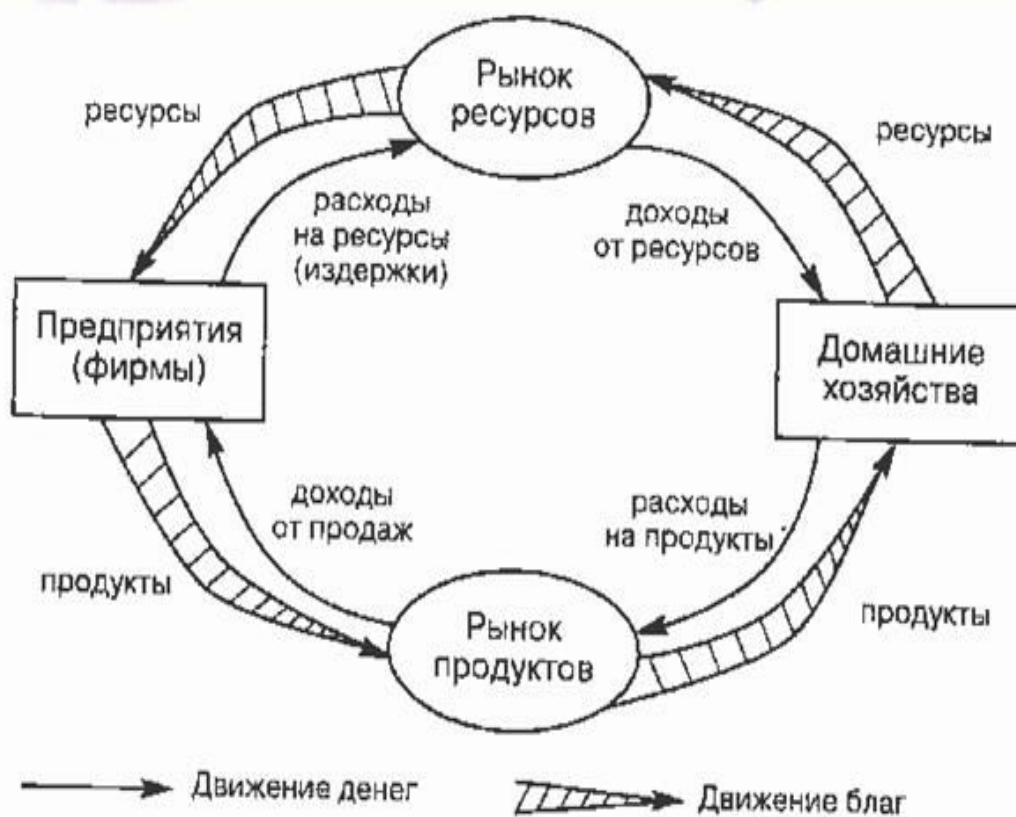 Рынок
ресурсов
ресурсы
ресурсы
расходы
на ресурсы
(издержки)
доходы
от ресурсов
Предприятия
(фирмы)
Домашние
хозяйства
доходы
от продаж
расходы
на продукты
продукты
продукты
Рынок
продуктов
Движение денег
Движение благ